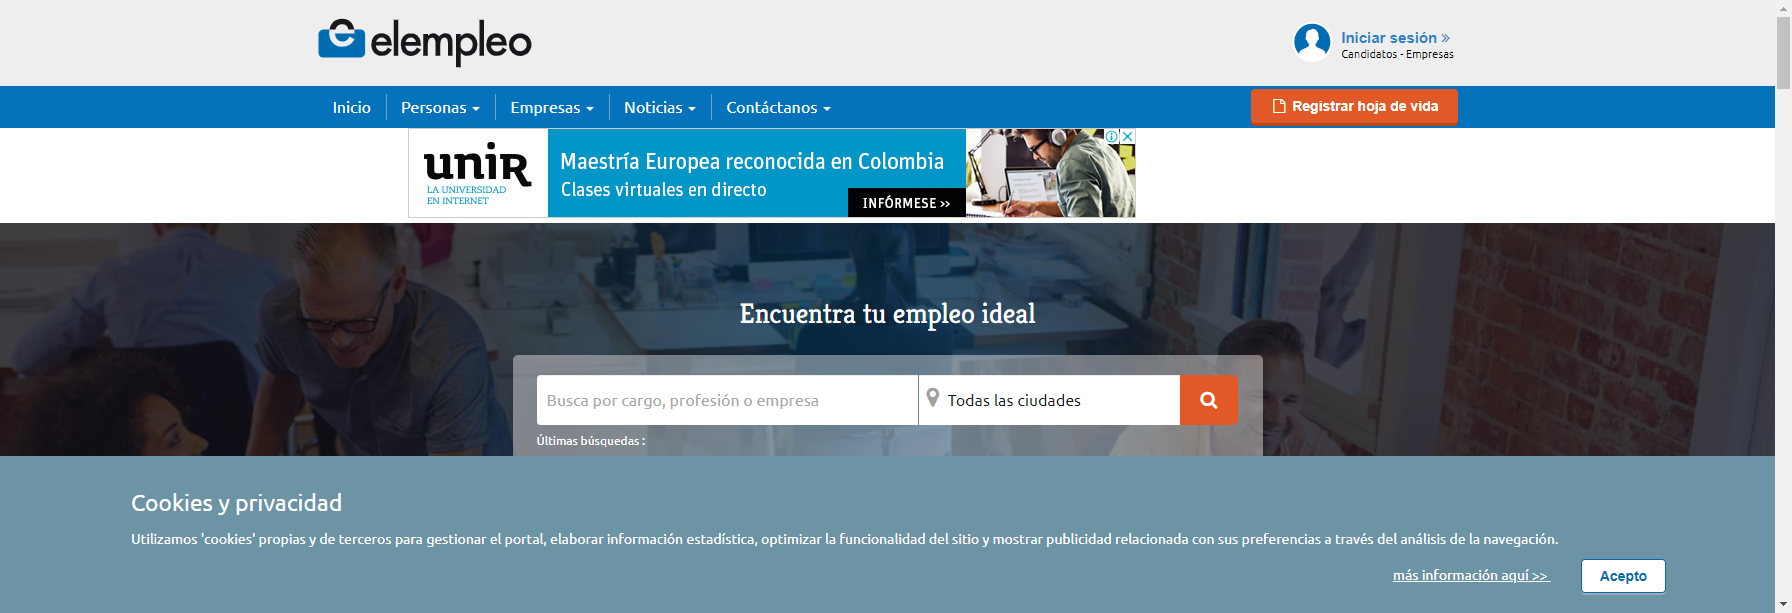 elempleo
Iniciar sesión »
Candidatos - Empresas
Inicio
Personas
Empresas
Noticias
Contáctanos
Registrar hoja de vida
unir
LA UNIVERSIDAD
EN INTERNET
Maestría Europea reconocida en Colombia
Clases virtuales en directo
INFÓRMESE >>
Encuentra tu empleo ideal
Busca por cargo, profesión o empresa
Todas las ciudades
Últimas búsquedas :
Cookies y privacidad
Utilizamos 'cookies' propias y de terceros para gestionar el portal, elaborar información estadística, optimizar la funcionalidad del sitio y mostrar publicidad relacionada con sus preferencias a través del análisis de la navegación.
más información aquí >>
Acepto